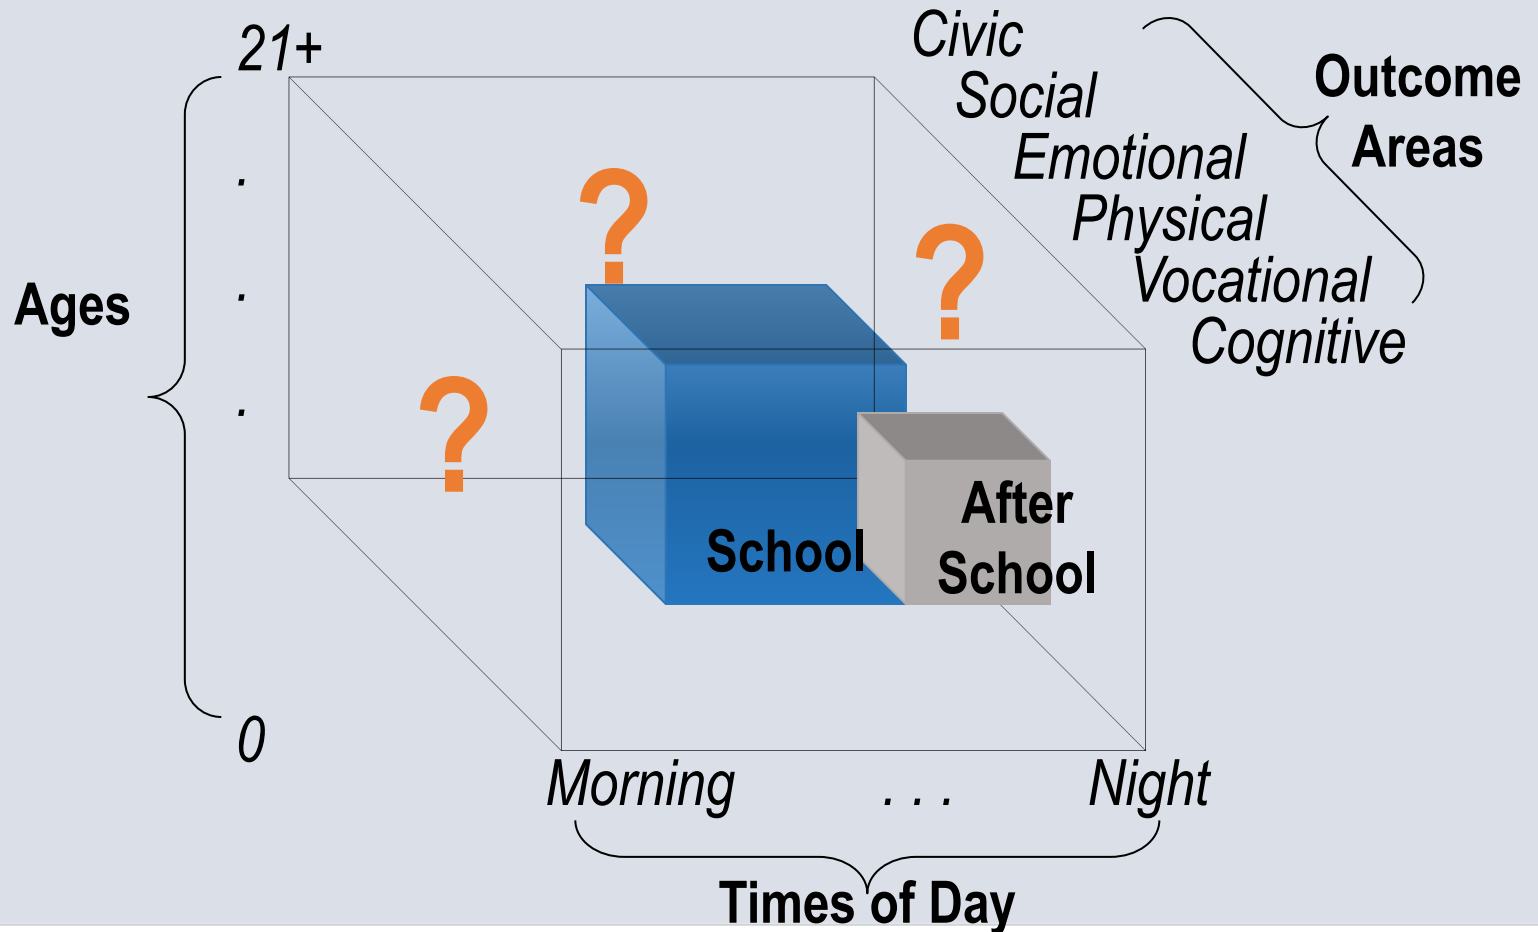 21+
Civic
Social
Emotional
Physical
Vocational
Cognitive
Outcome
Areas
.
.
.
Ages
?
?
?
School
After
School
0
Morning
. . .
Night
Times of Day